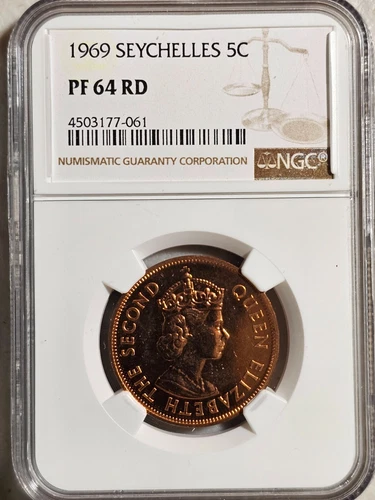 1969 SEYCHELLES 5C
PF 64 RD
4503177-061
NUMISMATIC GUARANTY CORPORATION
NGC®
QUEEN ELIZABETH THE SECOND